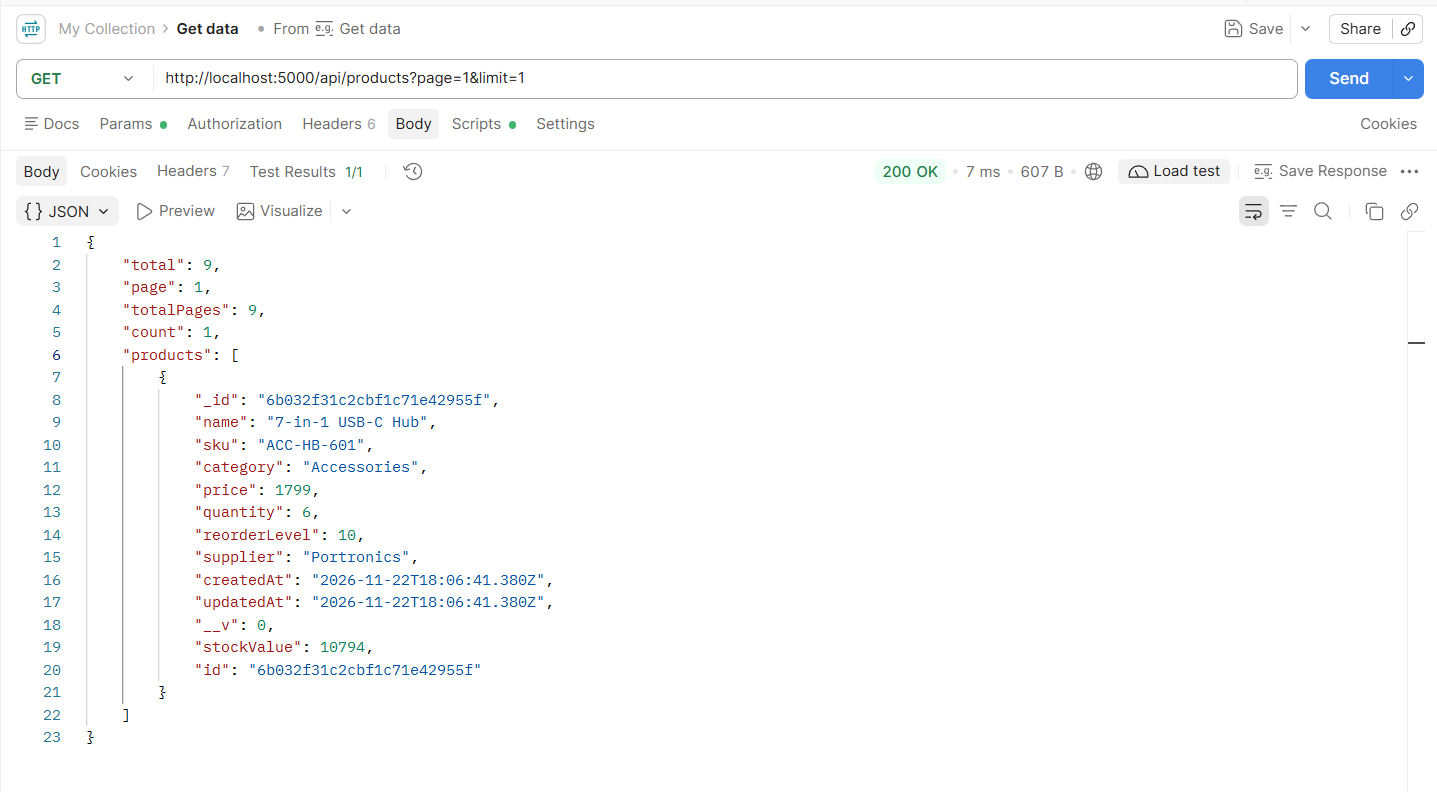 HTTP My Collection > Get data • From e.g. Get data Save Share
GET http://localhost:5000/api/products?page=1&limit=1 Send
Docs Params Authorization Headers 6 Body Scripts Settings Cookies
Body Cookies Headers 7 Test Results 1/1 200 OK • 7 ms • 607 B • Load test e.g. Save Response
{} JSON Preview Visualize
1 {
2 "total": 9,
3 "page": 1,
4 "totalPages": 9,
5 "count": 1,
6 "products": [
7 {
8 "_id": "6b032f31c2cbf1c71e42955f",
9 "name": "7-in-1 USB-C Hub",
10 "sku": "ACC-HB-601",
11 "category": "Accessories",
12 "price": 1799,
13 "quantity": 6,
14 "reorderLevel": 10,
15 "supplier": "Portronics",
16 "createdAt": "2026-11-22T18:06:41.380Z",
17 "updatedAt": "2026-11-22T18:06:41.380Z",
18 "__v": 0,
19 "stockValue": 10794,
20 "id": "6b032f31c2cbf1c71e42955f"
21 }
22 ]
23 }